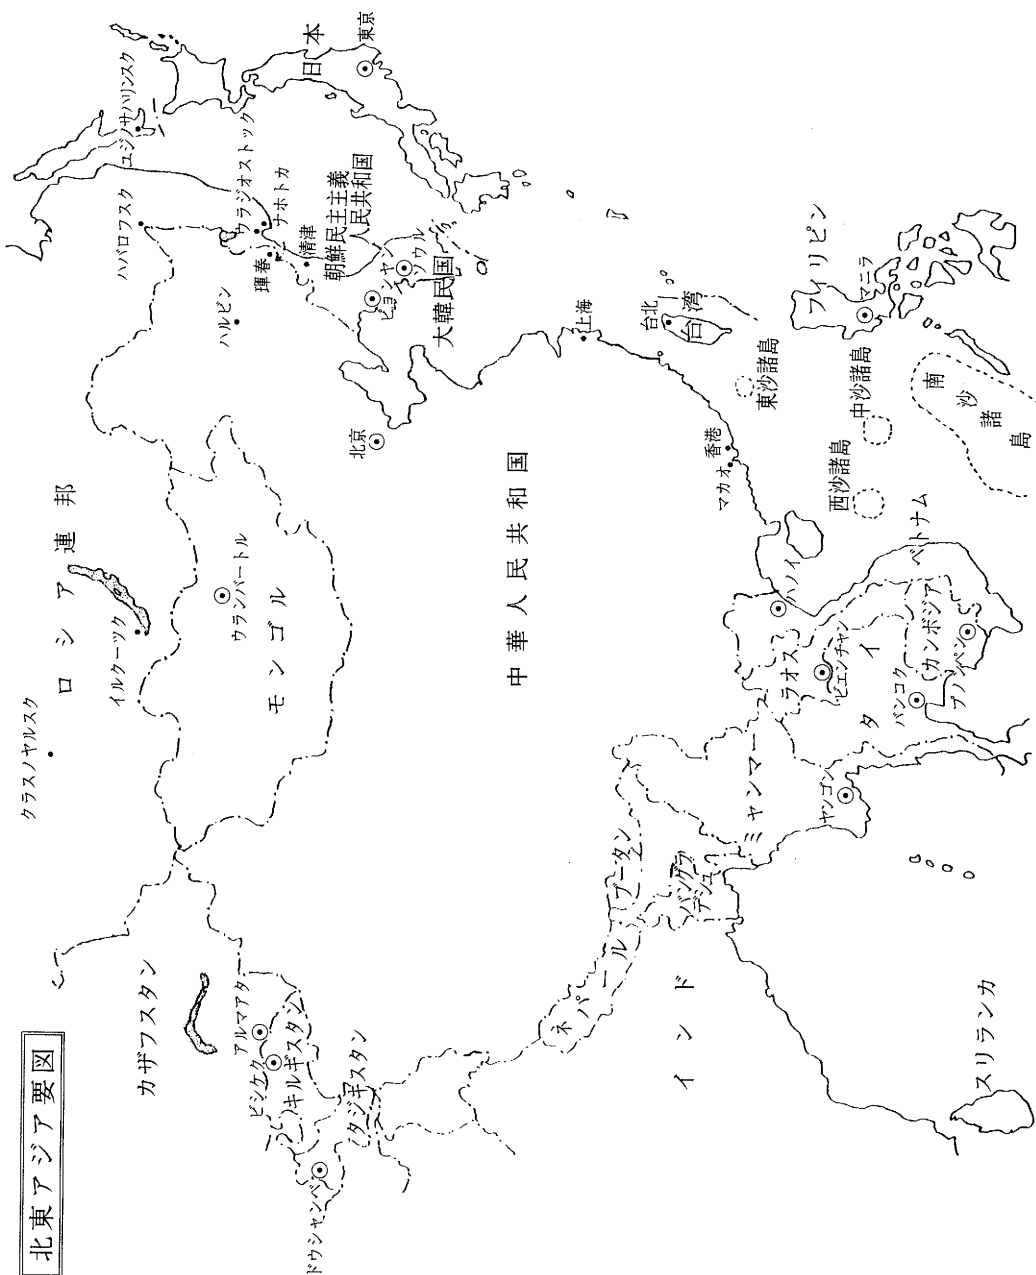 北東アジア要図
ロシア連邦
クラスノヤルスク
イルクーツク
ハバロフスク
ユジノサハリンスク
ウラジオストック
ナホトカ
日本
東京
カザフスタン
アルマアタ
ビシケク
キルギスタン
タジギスタン
ドウシャンベ
モンゴル
ウランバートル
ハルビン
琿春
清津
朝鮮民主主義
人民共和国
ピョンヤン
ソウル
大韓民国
北京
中華人民共和国
上海
台北
台湾
香港
マカオ
東沙諸島
中沙諸島
西沙諸島
南沙諸島
フィリピン
マニラ
ネパール
ブータン
バングラ
デシュ
インド
スリランカ
ミャンマー
ヤンゴン
ラオス
ビエンチャン
ハノイ
ベトナム
タイ
バンコク
カンボジア
プノンペン